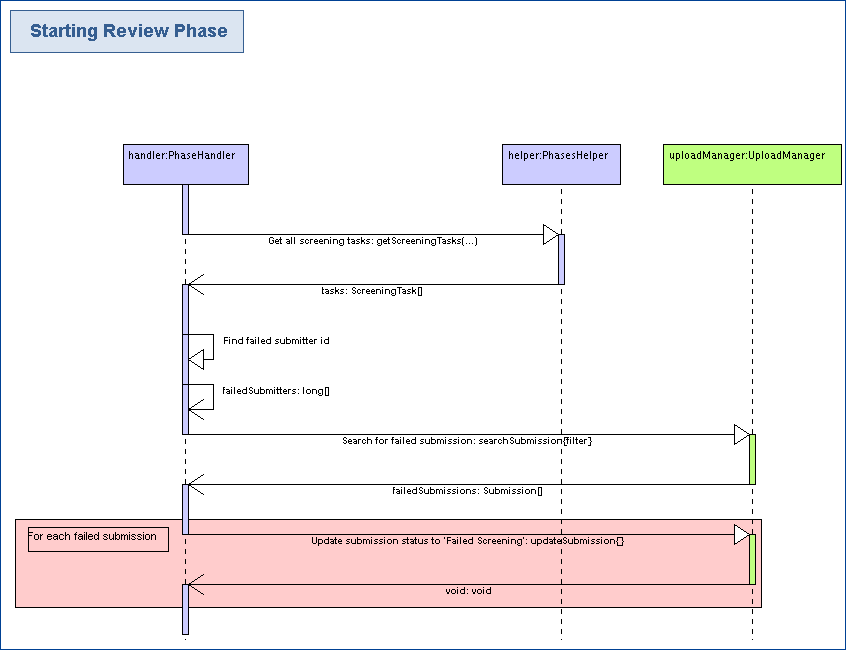 Starting Review Phase
handler:PhaseHandler
helper:PhasesHelper
uploadManager:UploadManager
Get all screening tasks: getScreeningTasks(...)
tasks: ScreeningTask[]
Find failed submitter id
failedSubmitters: long[]
Search for failed submission: searchSubmission{filter}
failedSubmissions: Submission[]
For each failed submission
Update submission status to 'Failed Screening': updateSubmission{}
void: void